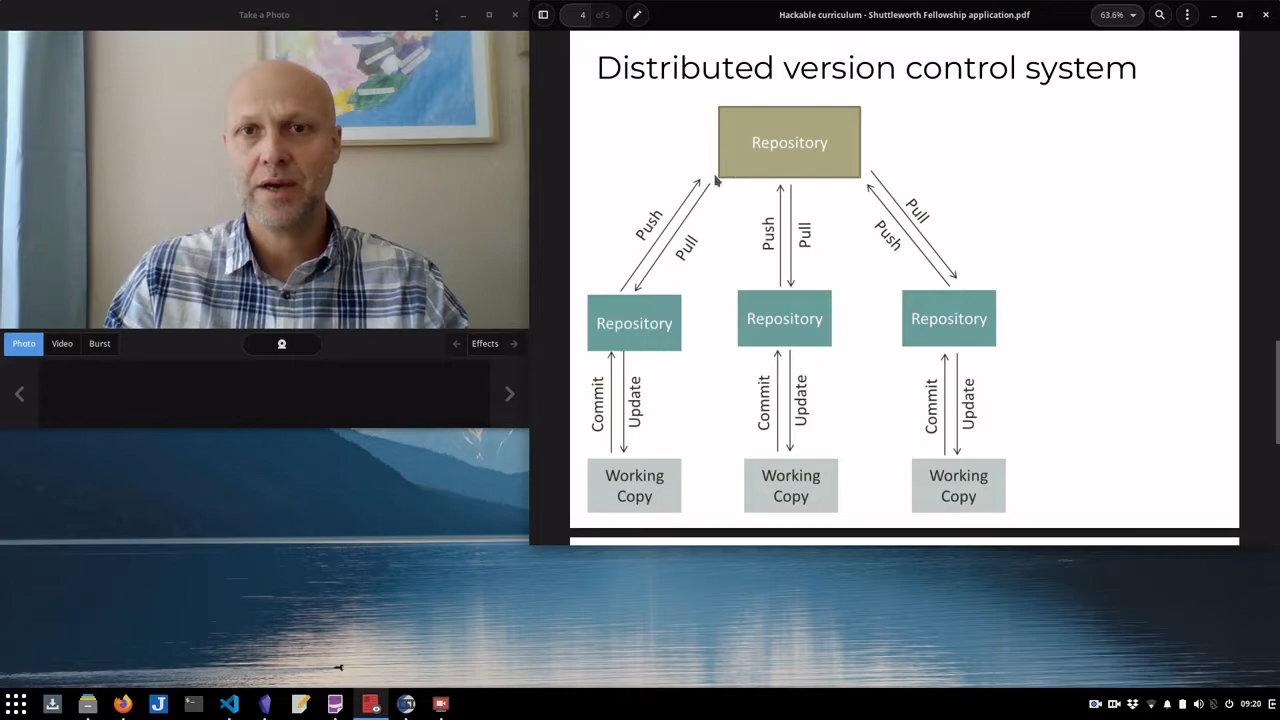 Take a Photo
4 of 5
Hackable curriculum - Shuttleworth Fellowship application.pdf
63.6%
Distributed version control system
Repository
Push
Pull
Push
Pull
Pull
Push
Repository
Repository
Repository
Photo
Video
Burst
Effects
Commit
Update
Commit
Update
Commit
Update
Working
Copy
Working
Copy
Working
Copy
J
09:20